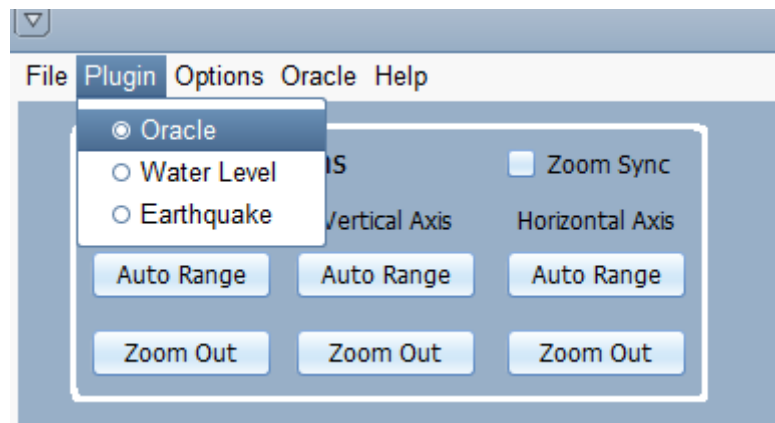 File Plugin Options Oracle Help
Oracle
Water Level
Earthquake
Zoom Sync
Vertical Axis Horizontal Axis
Auto Range Auto Range Auto Range
Zoom Out Zoom Out Zoom Out